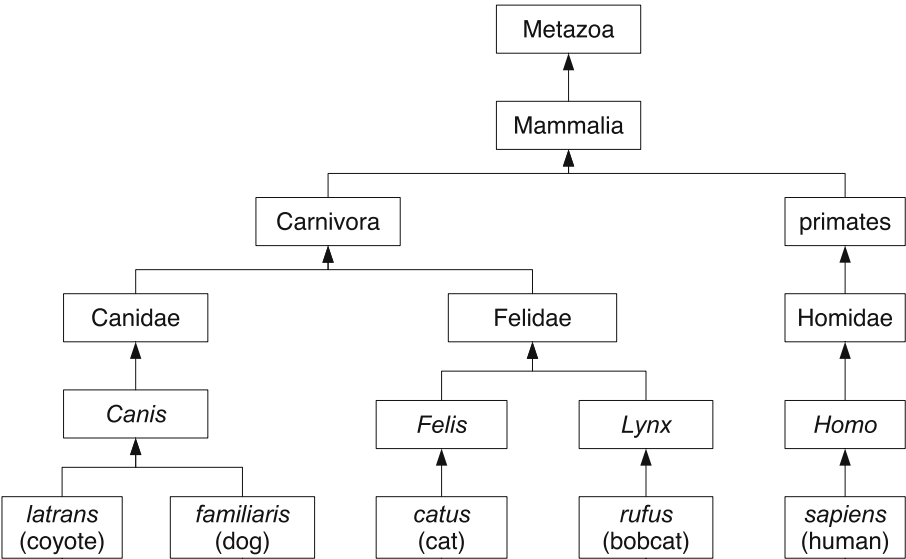 Metazoa
Mammalia
Carnivora
primates
Canidae
Felidae
Homidae
Canis
Felis
Lynx
Homo
latrans
(coyote)
familiaris
(dog)
catus
(cat)
rufus
(bobcat)
sapiens
(human)